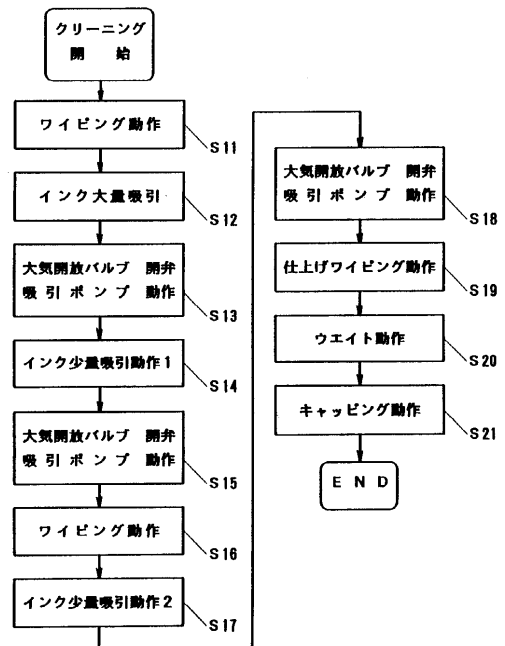 クリーニング
開 始
ワイピング動作
S11
インク大量吸引
S12
大気開放バルブ 開弁
吸引ポンプ 動作
S13
インク少量吸引動作1
S14
大気開放バルブ 開弁
吸引ポンプ 動作
S15
ワイピング動作
S16
インク少量吸引動作2
S17
大気開放バルブ 開弁
吸引ポンプ 動作
S18
仕上げワイピング動作
S19
ウエイト動作
S20
キャッピング動作
S21
END